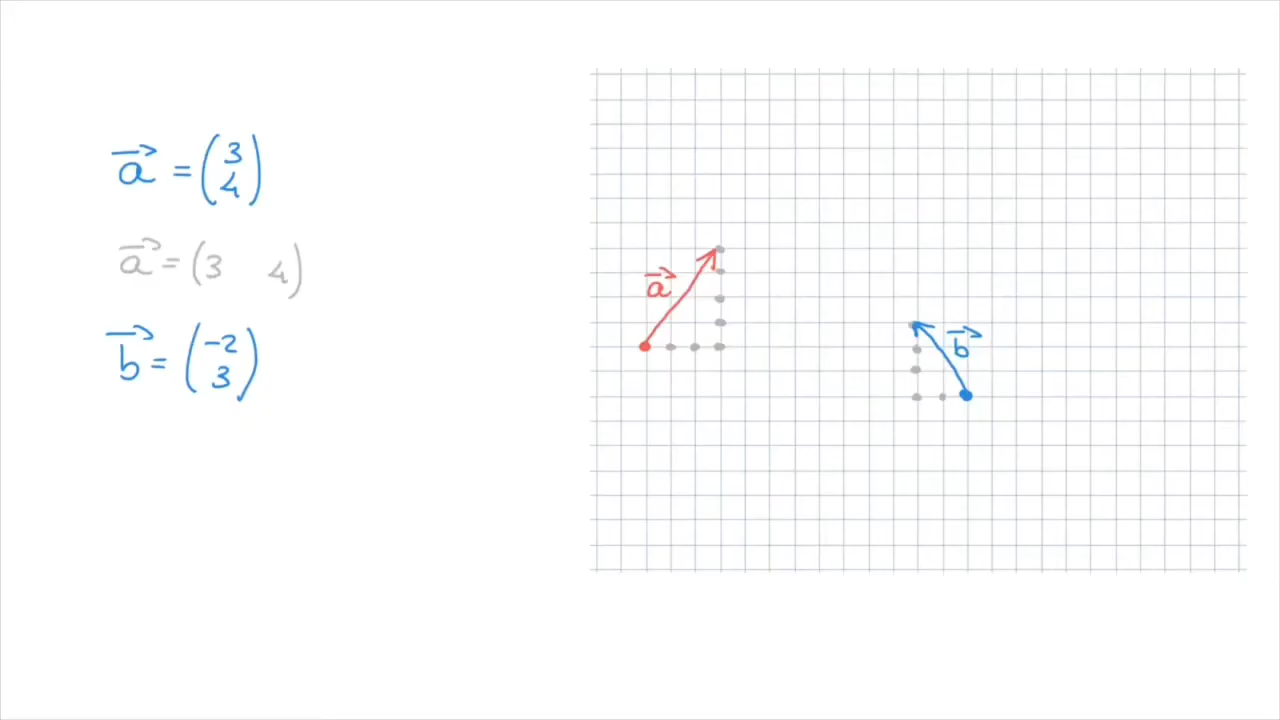 a⃗ = (3
4)
a⃗ = (3 4)
b⃗ = (-2
3)
a⃗
b⃗